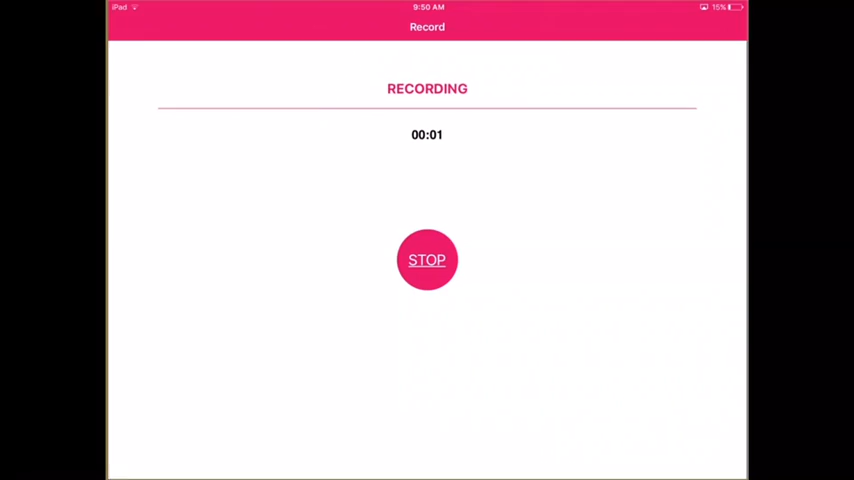 iPad 9:50 AM 15%
Record
RECORDING
00:01
STOP